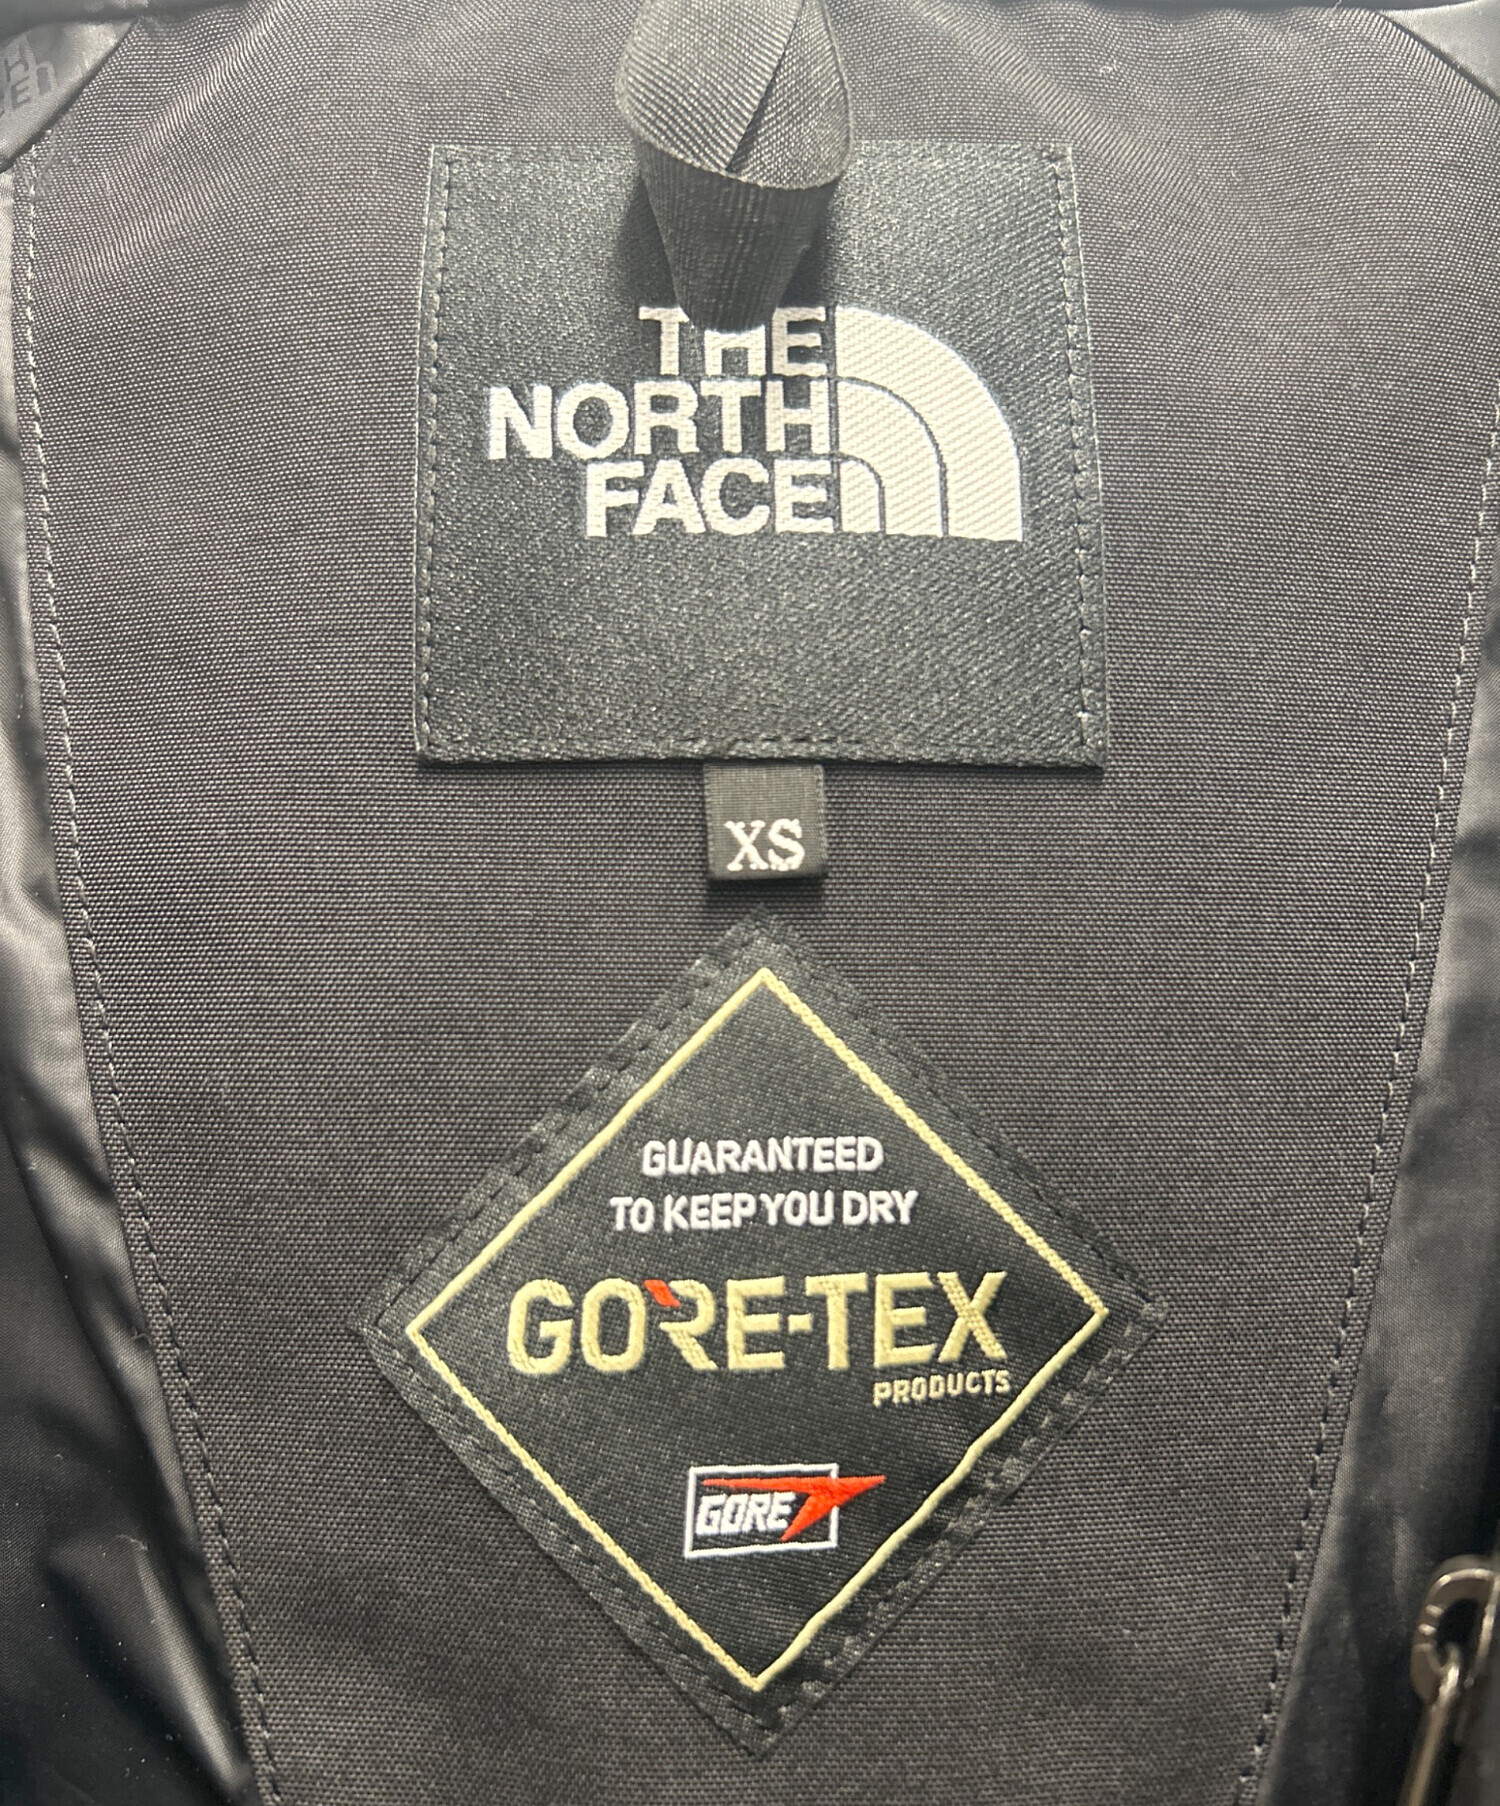 THE
NORTH
FACE
XS
GUARANTEED
TO KEEP YOU DRY
GORE-TEX
PRODUCTS
GORE